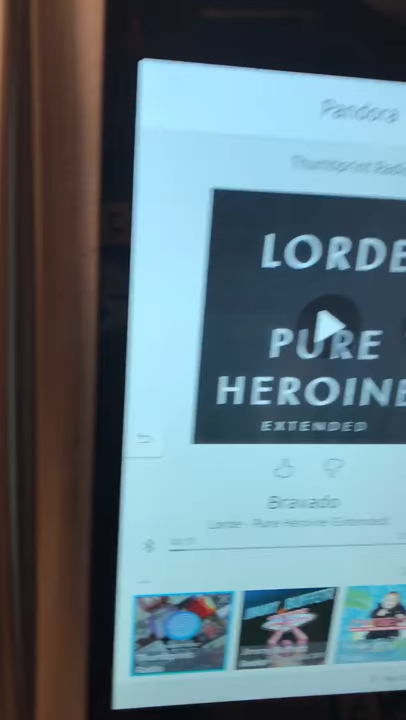 Pandora
Thumbprint Radio
LORDE
PURE
HEROINE
EXTENDED
Bravado
Lorde - Pure Heroine (Extended)